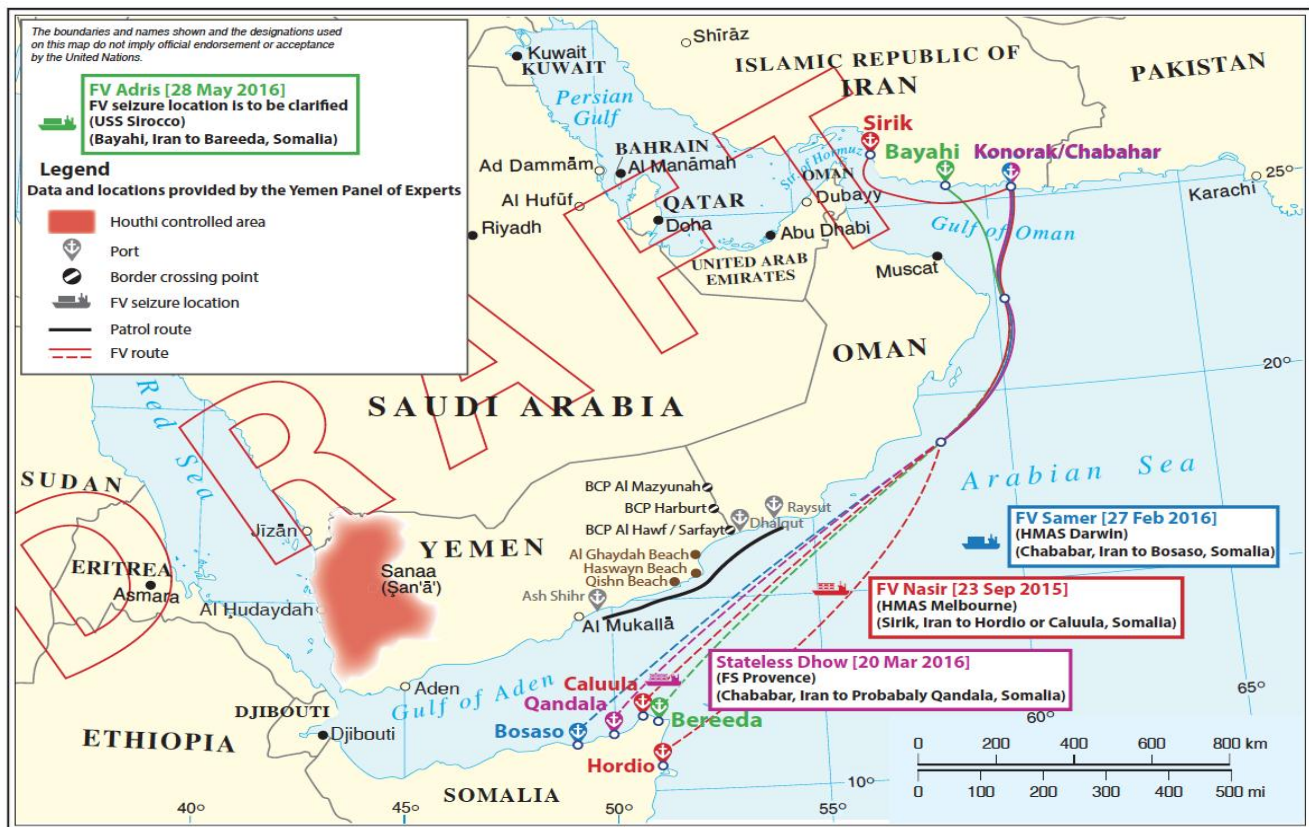 The boundaries and names shown and the designations used
on this map do not imply official endorsement or acceptance
by the United Nations.
FV Adris [28 May 2016]
FV seizure location is to be clarified
(USS Sirocco)
(Bayahi, Iran to Bareeda, Somalia)
Legend
Data and locations provided by the Yemen Panel of Experts
Houthi controlled area
Port
Border crossing point
FV seizure location
Patrol route
FV route
DRAFT
Shīrāz
Kuwait
KUWAIT
ISLAMIC REPUBLIC OF
IRAN
PAKISTAN
Persian
Gulf
Sirik
Bayahi
Konorak/Chabahar
BAHRAIN
Al Manāmah
Ad Dammām
Str. of Hormuz
OMAN
Dubayy
Karachi
25°
Al Hufūf
QATAR
Doha
Riyadh
Abu Dhabi
Gulf of Oman
UNITED ARAB
EMIRATES
Muscat
OMAN
20°
Red Sea
SAUDI ARABIA
SUDAN
Arabian Sea
BCP Al Mazyunah
BCP Harburt
BCP Al Hawf / Sarfayt
Raysut
Dhalqut
Jīzān
YEMEN
Al Ghaydah Beach
Haswayn Beach
Qishn Beach
FV Samer [27 Feb 2016]
(HMAS Darwin)
(Chababar, Iran to Bosaso, Somalia)
ERITREA
Asmara
Sanaa
(Şan'ā')
Al Ḩudaydah
Ash Shihr
Al Mukallā
FV Nasir [23 Sep 2015]
(HMAS Melbourne)
(Sirik, Iran to Hordio or Caluula, Somalia)
Stateless Dhow [20 Mar 2016]
(FS Provence)
(Chababar, Iran to Probabaly Qandala, Somalia)
Aden
Gulf of Aden
Caluula
Qandala
Bereeda
Bosaso
65°
60°
DJIBOUTI
Djibouti
ETHIOPIA
Hordio
SOMALIA
10°
0 200 400 600 800 km
0 100 200 300 400 500 mi
40°
45°
50°
55°